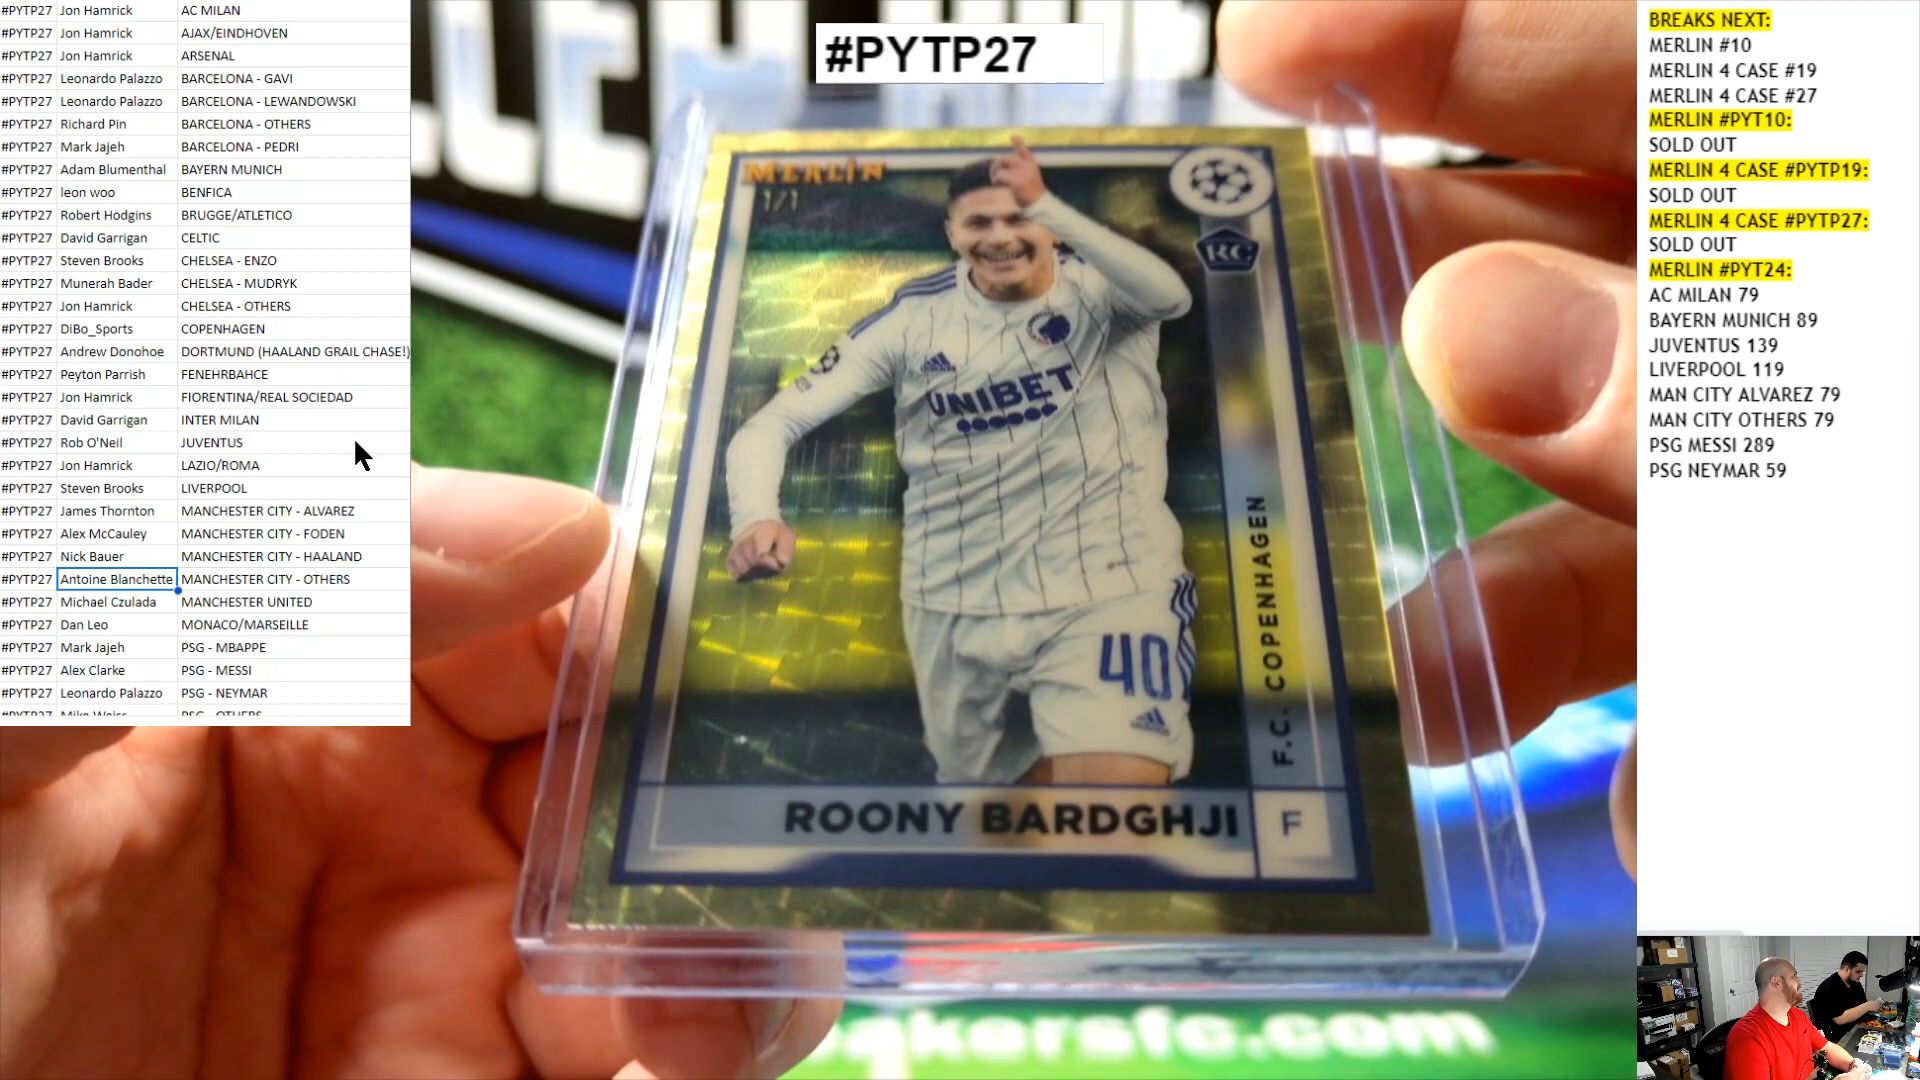 #PYTP27 Jon Hamrick AC MILAN
#PYTP27 Jon Hamrick AJAX/EINDHOVEN
#PYTP27 Jon Hamrick ARSENAL
#PYTP27 Leonardo Palazzo BARCELONA - GAVI
#PYTP27 Leonardo Palazzo BARCELONA - LEWANDOWSKI
#PYTP27 Richard Pin BARCELONA - OTHERS
#PYTP27 Mark Jajeh BARCELONA - PEDRI
#PYTP27 Adam Blumenthal BAYERN MUNICH
#PYTP27 leon woo BENFICA
#PYTP27 Robert Hodgins BRUGGE/ATLETICO
#PYTP27 David Garrigan CELTIC
#PYTP27 Steven Brooks CHELSEA - ENZO
#PYTP27 Munerah Bader CHELSEA - MUDRYK
#PYTP27 Jon Hamrick CHELSEA - OTHERS
#PYTP27 DiBo_Sports COPENHAGEN
#PYTP27 Andrew Donohoe DORTMUND (HAALAND GRAIL CHASE!)
#PYTP27 Peyton Parrish FENEHRBAHCE
#PYTP27 Jon Hamrick FIORENTINA/REAL SOCIEDAD
#PYTP27 David Garrigan INTER MILAN
#PYTP27 Rob O'Neil JUVENTUS
#PYTP27 Jon Hamrick LAZIO/ROMA
#PYTP27 Steven Brooks LIVERPOOL
#PYTP27 James Thornton MANCHESTER CITY - ALVAREZ
#PYTP27 Alex McCauley MANCHESTER CITY - FODEN
#PYTP27 Nick Bauer MANCHESTER CITY - HAALAND
#PYTP27 Antoine Blanchette MANCHESTER CITY - OTHERS
#PYTP27 Michael Czulada MANCHESTER UNITED
#PYTP27 Dan Leo MONACO/MARSEILLE
#PYTP27 Mark Jajeh PSG - MBAPPE
#PYTP27 Alex Clarke PSG - MESSI
#PYTP27 Leonardo Palazzo PSG - NEYMAR
#PYTP27 Mike Weiss PSG - OTHERS
#PYTP27
MERLIN
1/1
RC
UNIBET
40
F.C. COPENHAGEN
ROONY BARDGHJI F
BREAKS NEXT:
MERLIN #10
MERLIN 4 CASE #19
MERLIN 4 CASE #27
MERLIN #PYT10:
SOLD OUT
MERLIN 4 CASE #PYTP19:
SOLD OUT
MERLIN 4 CASE #PYTP27:
SOLD OUT
MERLIN #PYT24:
AC MILAN 79
BAYERN MUNICH 89
JUVENTUS 139
LIVERPOOL 119
MAN CITY ALVAREZ 79
MAN CITY OTHERS 79
PSG MESSI 289
PSG NEYMAR 59